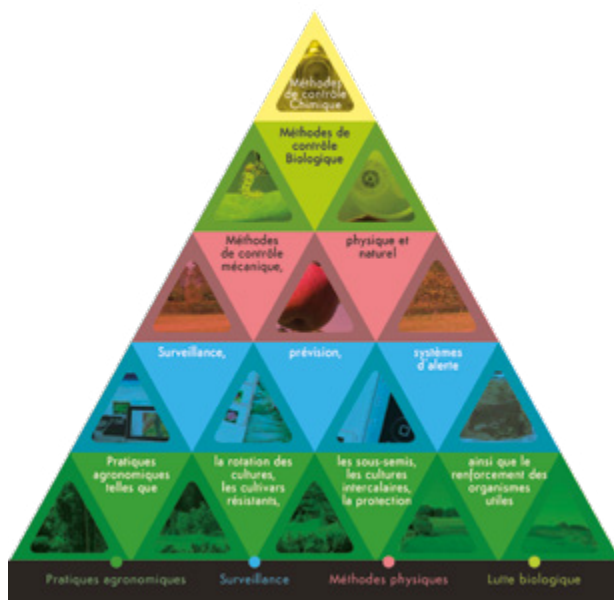 Méthodes
de contrôle
Chimique
Méthodes de
contrôle
Biologique
Méthodes
de contrôle
mécanique,
physique et
naturel
Surveillance,
prévision,
systèmes
d'alerte
Pratiques
agronomiques
telles que
la rotation des
cultures,
les cultivars
résistants,
les sous-semis,
les cultures
intercalaires,
la protection
ainsi que le
renforcement des
organismes
utiles
Pratiques agronomiques
Surveillance
Méthodes physiques
Lutte biologique